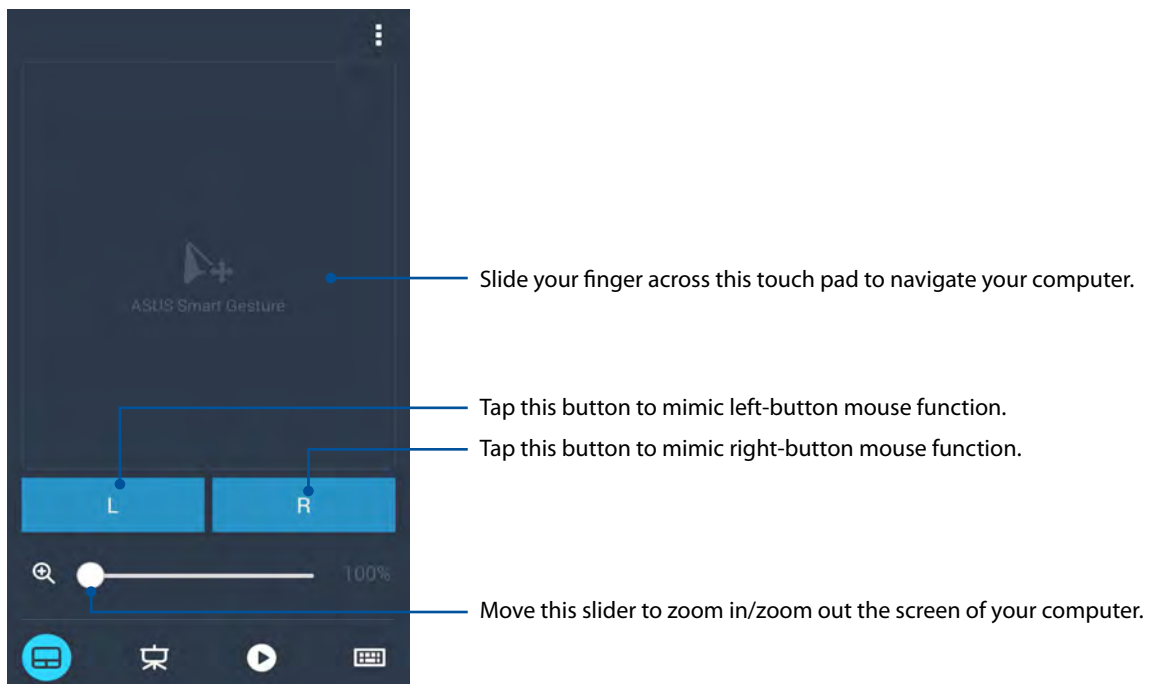 ASUS Smart Gesture
Slide your finger across this touch pad to navigate your computer.
Tap this button to mimic left-button mouse function.
Tap this button to mimic right-button mouse function.
L
R
100%
Move this slider to zoom in/zoom out the screen of your computer.